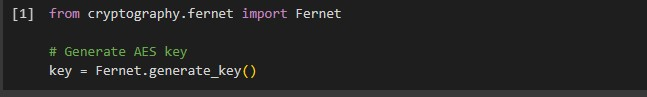 [1] from cryptography.fernet import Fernet
# Generate AES key
key = Fernet.generate_key()